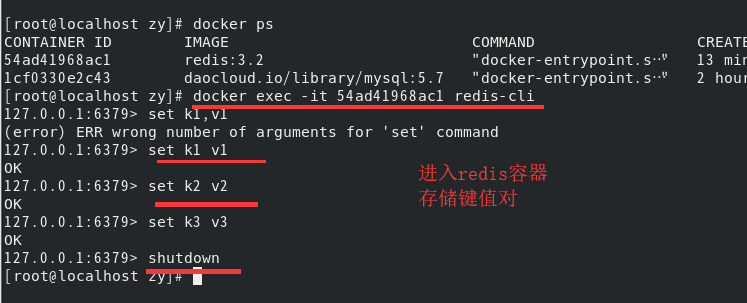 [root@localhost zy]# docker ps
CONTAINER ID IMAGE COMMAND CREATE
54ad41968ac1 redis:3.2 "docker-entrypoint.s…" 13 min
1cf0330e2c43 daocloud.io/library/mysql:5.7 "docker-entrypoint.s…" 2 hour
[root@localhost zy]# docker exec -it 54ad41968ac1 redis-cli
127.0.0.1:6379> set k1,v1
(error) ERR wrong number of arguments for 'set' command
127.0.0.1:6379> set k1 v1
OK
127.0.0.1:6379> set k2 v2
OK
127.0.0.1:6379> set k3 v3
OK
127.0.0.1:6379> shutdown
[root@localhost zy]#
进入redis容器
存储键值对